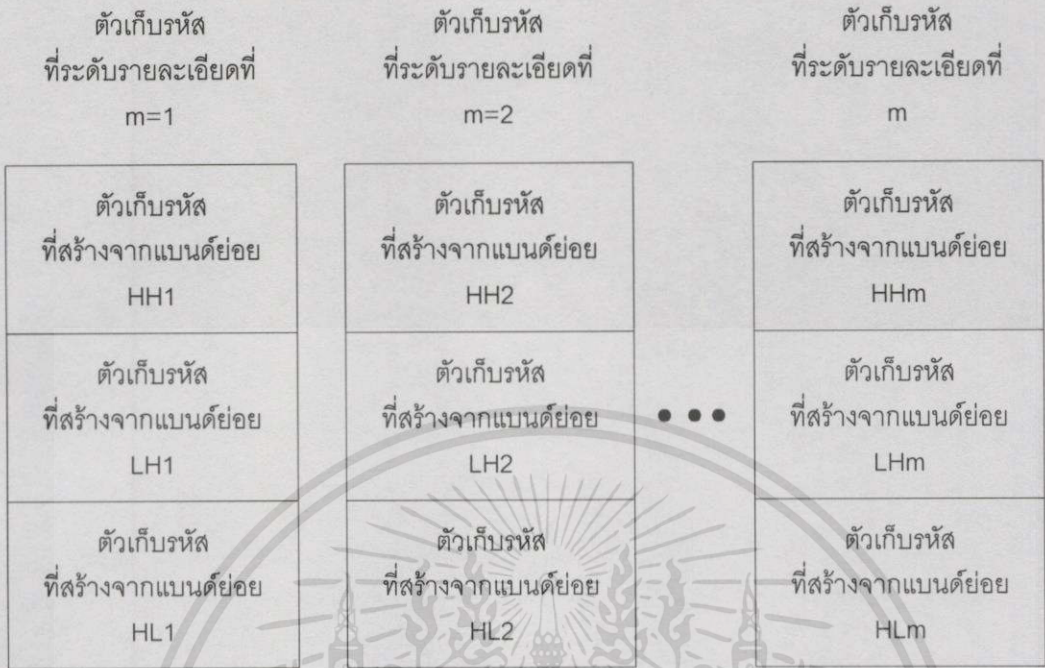 ตัวเก็บรหัส
ที่ระดับรายละเอียดที่
m=1
ตัวเก็บรหัส
ที่ระดับรายละเอียดที่
m=2
ตัวเก็บรหัส
ที่ระดับรายละเอียดที่
m
ตัวเก็บรหัส
ที่สร้างจากแบนด์ย่อย
HH1
ตัวเก็บรหัส
ที่สร้างจากแบนด์ย่อย
HH2
ตัวเก็บรหัส
ที่สร้างจากแบนด์ย่อย
HHm
ตัวเก็บรหัส
ที่สร้างจากแบนด์ย่อย
LH1
ตัวเก็บรหัส
ที่สร้างจากแบนด์ย่อย
LH2
•••
ตัวเก็บรหัส
ที่สร้างจากแบนด์ย่อย
LHm
ตัวเก็บรหัส
ที่สร้างจากแบนด์ย่อย
HL1
ตัวเก็บรหัส
ที่สร้างจากแบนด์ย่อย
HL2
ตัวเก็บรหัส
ที่สร้างจากแบนด์ย่อย
HLm